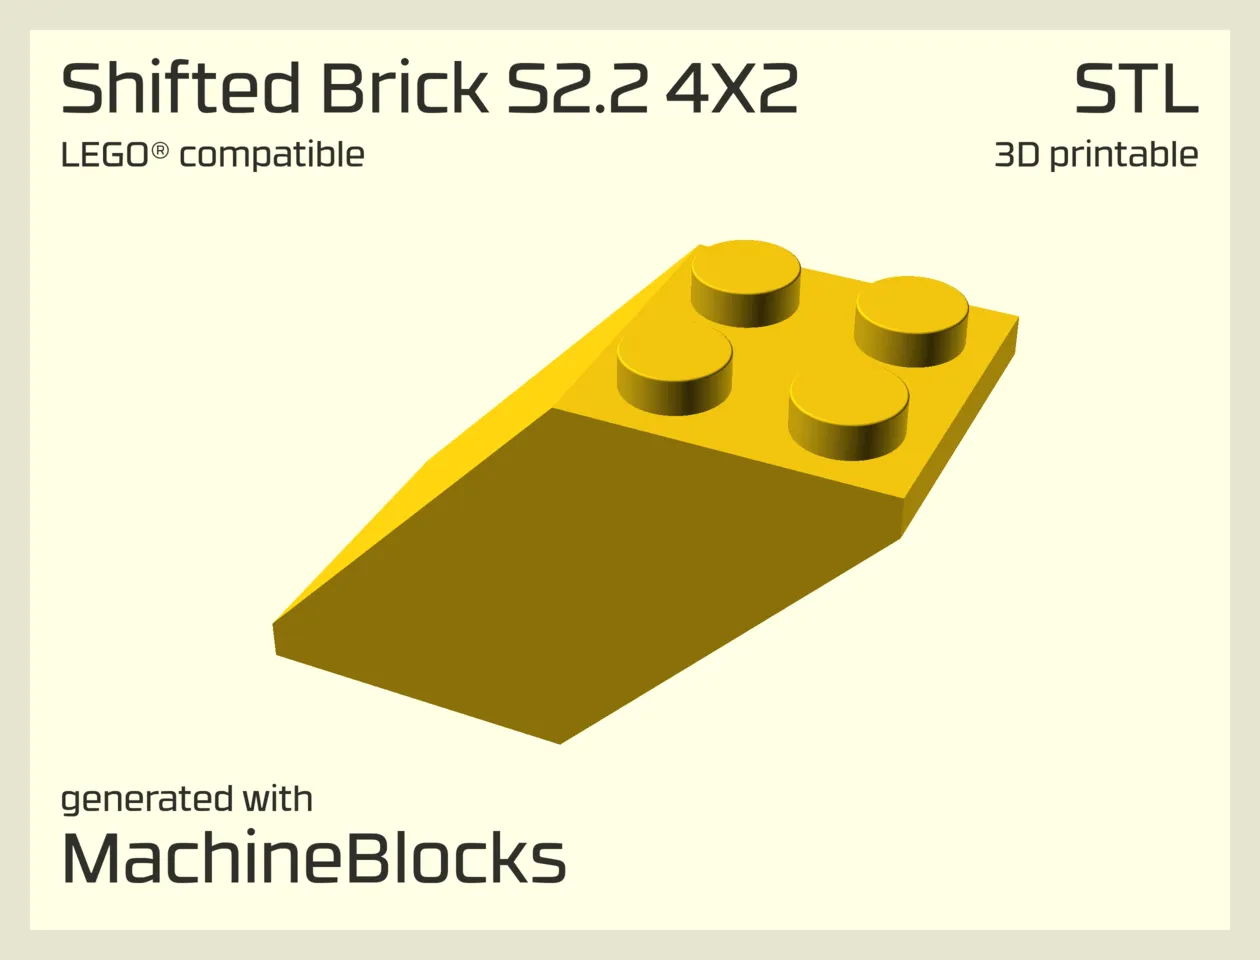 Shifted Brick S2.2 4X2
STL
LEGO® compatible
3D printable
generated with
MachineBlocks